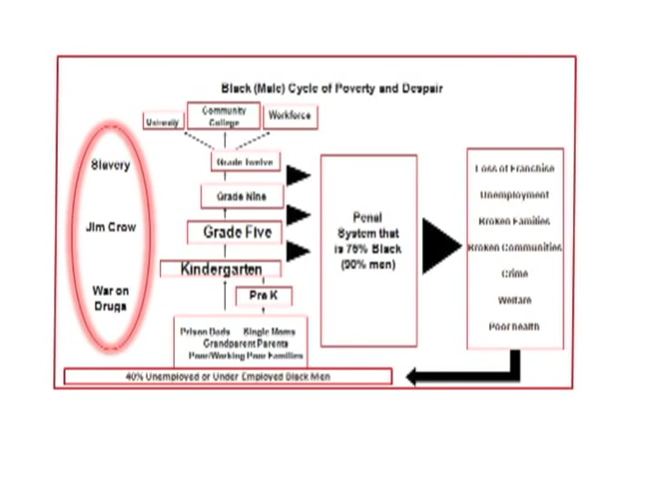 Black (Male) Cycle of Poverty and Despair
University
Community
College
Workforce
Grade Twelve
Grade Nine
Grade Five
Kindergarten
Pre K
Prison Dads Single Moms
Grandparent Parents
Poor/Working Poor Families
40% Unemployed or Under Employed Black Men
Slavery
Jim Crow
War on
Drugs
Penal
System that
is 75% Black
(90% men)
Loss of Franchise
Unemployment
Broken Families
Broken Communities
Crime
Welfare
Poor health